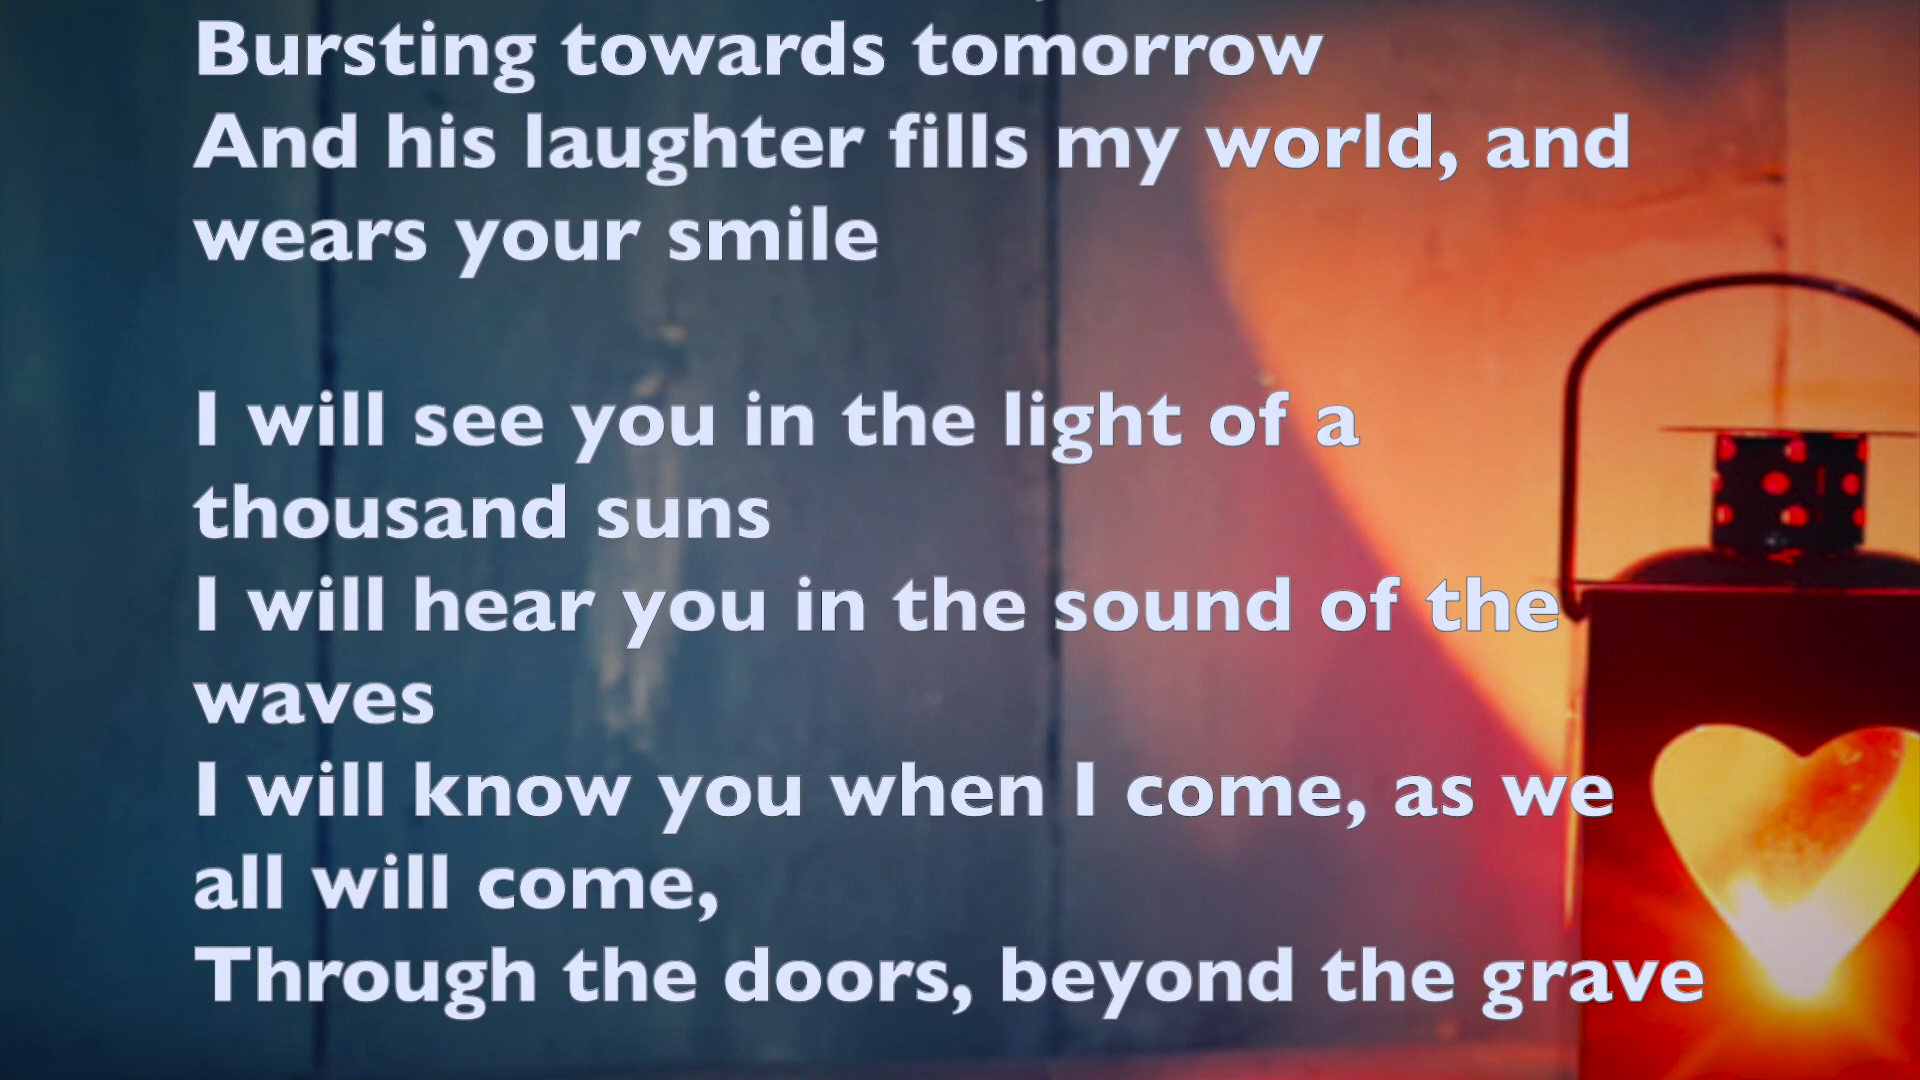 Bursting towards tomorrow
And his laughter fills my world, and
wears your smile
I will see you in the light of a
thousand suns
I will hear you in the sound of the
waves
I will know you when I come, as we
all will come,
Through the doors, beyond the grave